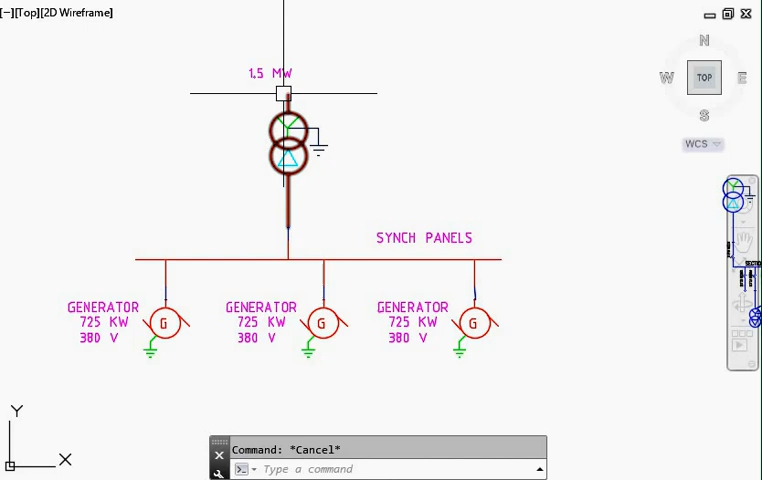 [−][Top][2D Wireframe]
N
W
TOP
E
S
WCS
1.5 MW
SYNCH PANELS
GENERATOR
725 KW
380 V
G
GENERATOR
725 KW
380 V
G
GENERATOR
725 KW
380 V
G
Y
X
Command: *Cancel*
Type a command